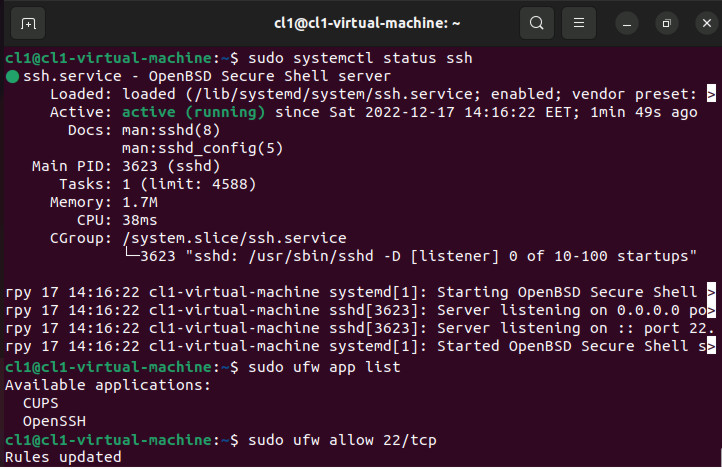 cl1@cl1-virtual-machine: ~
cl1@cl1-virtual-machine:~$ sudo systemctl status ssh
● ssh.service - OpenBSD Secure Shell server
     Loaded: loaded (/lib/systemd/system/ssh.service; enabled; vendor preset: >
     Active: active (running) since Sat 2022-12-17 14:16:22 EET; 1min 49s ago
       Docs: man:sshd(8)
             man:sshd_config(5)
   Main PID: 3623 (sshd)
      Tasks: 1 (limit: 4588)
     Memory: 1.7M
        CPU: 38ms
     CGroup: /system.slice/ssh.service
             └─3623 "sshd: /usr/sbin/sshd -D [listener] 0 of 10-100 startups"
гру 17 14:16:22 cl1-virtual-machine systemd[1]: Starting OpenBSD Secure Shell >
гру 17 14:16:22 cl1-virtual-machine sshd[3623]: Server listening on 0.0.0.0 po>
гру 17 14:16:22 cl1-virtual-machine sshd[3623]: Server listening on :: port 22.
гру 17 14:16:22 cl1-virtual-machine systemd[1]: Started OpenBSD Secure Shell s>
cl1@cl1-virtual-machine:~$ sudo ufw app list
Available applications:
  CUPS
  OpenSSH
cl1@cl1-virtual-machine:~$ sudo ufw allow 22/tcp
Rules updated